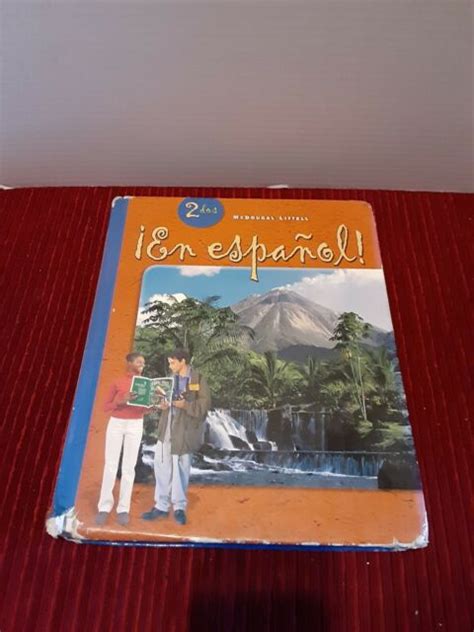 2 dos
McDOUGAL LITTELL
¡En español!